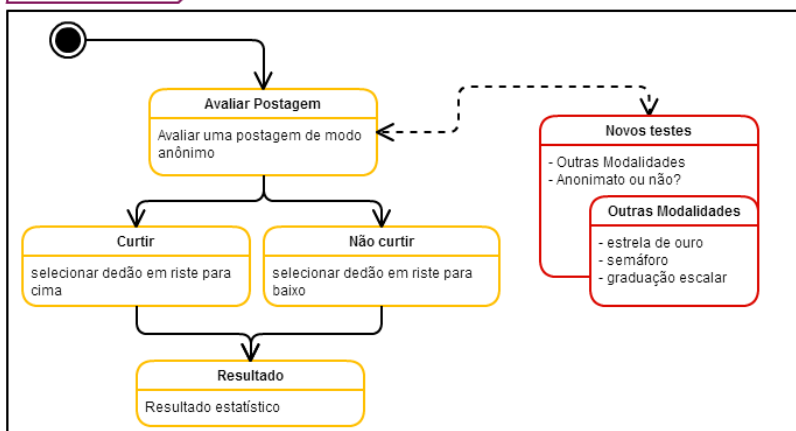 Avaliar Postagem
Avaliar uma postagem de modo
anônimo
Novos testes
- Outras Modalidades
- Anonimato ou não?
Outras Modalidades
- estrela de ouro
- semáforo
- graduação escalar
Curtir
selecionar dedão em riste para
cima
Não curtir
selecionar dedão em riste para
baixo
Resultado
Resultado estatístico